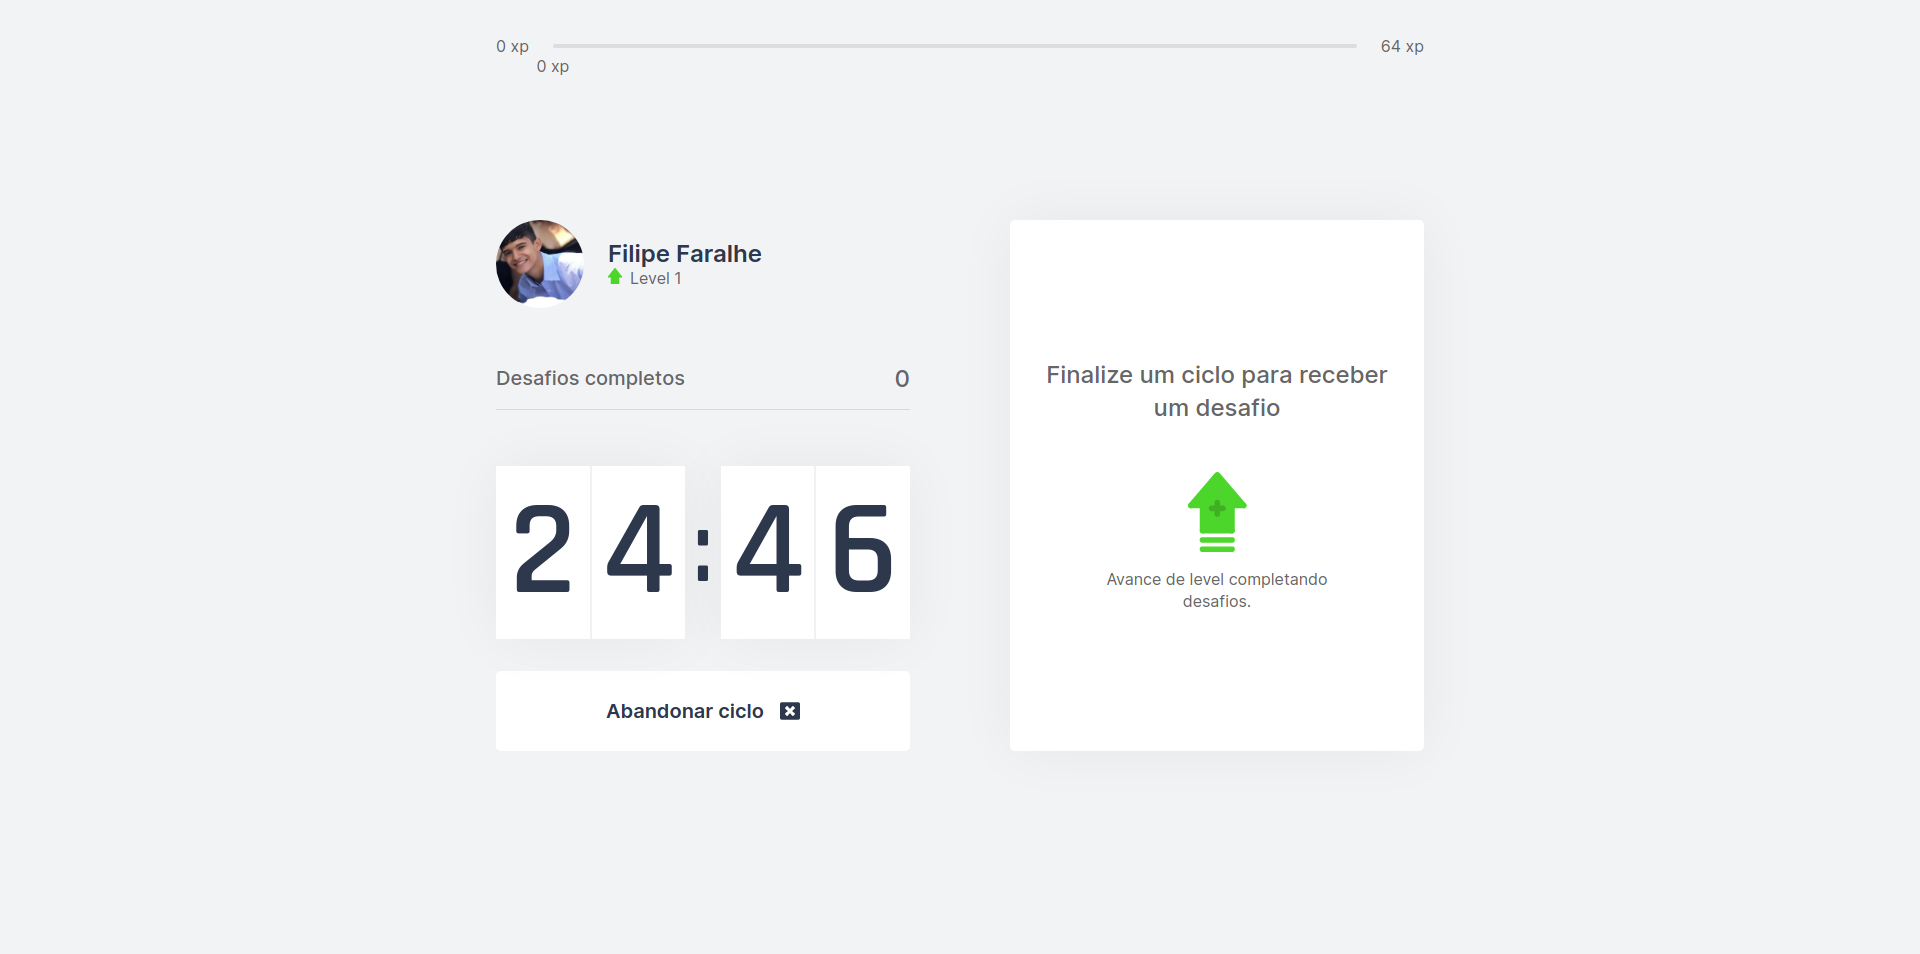 0 xp
64 xp
0 xp
Filipe Faralhe
Level 1
Desafios completos 0
24:46
Abandonar ciclo
Finalize um ciclo para receber
um desafio
Avance de level completando
desafios.